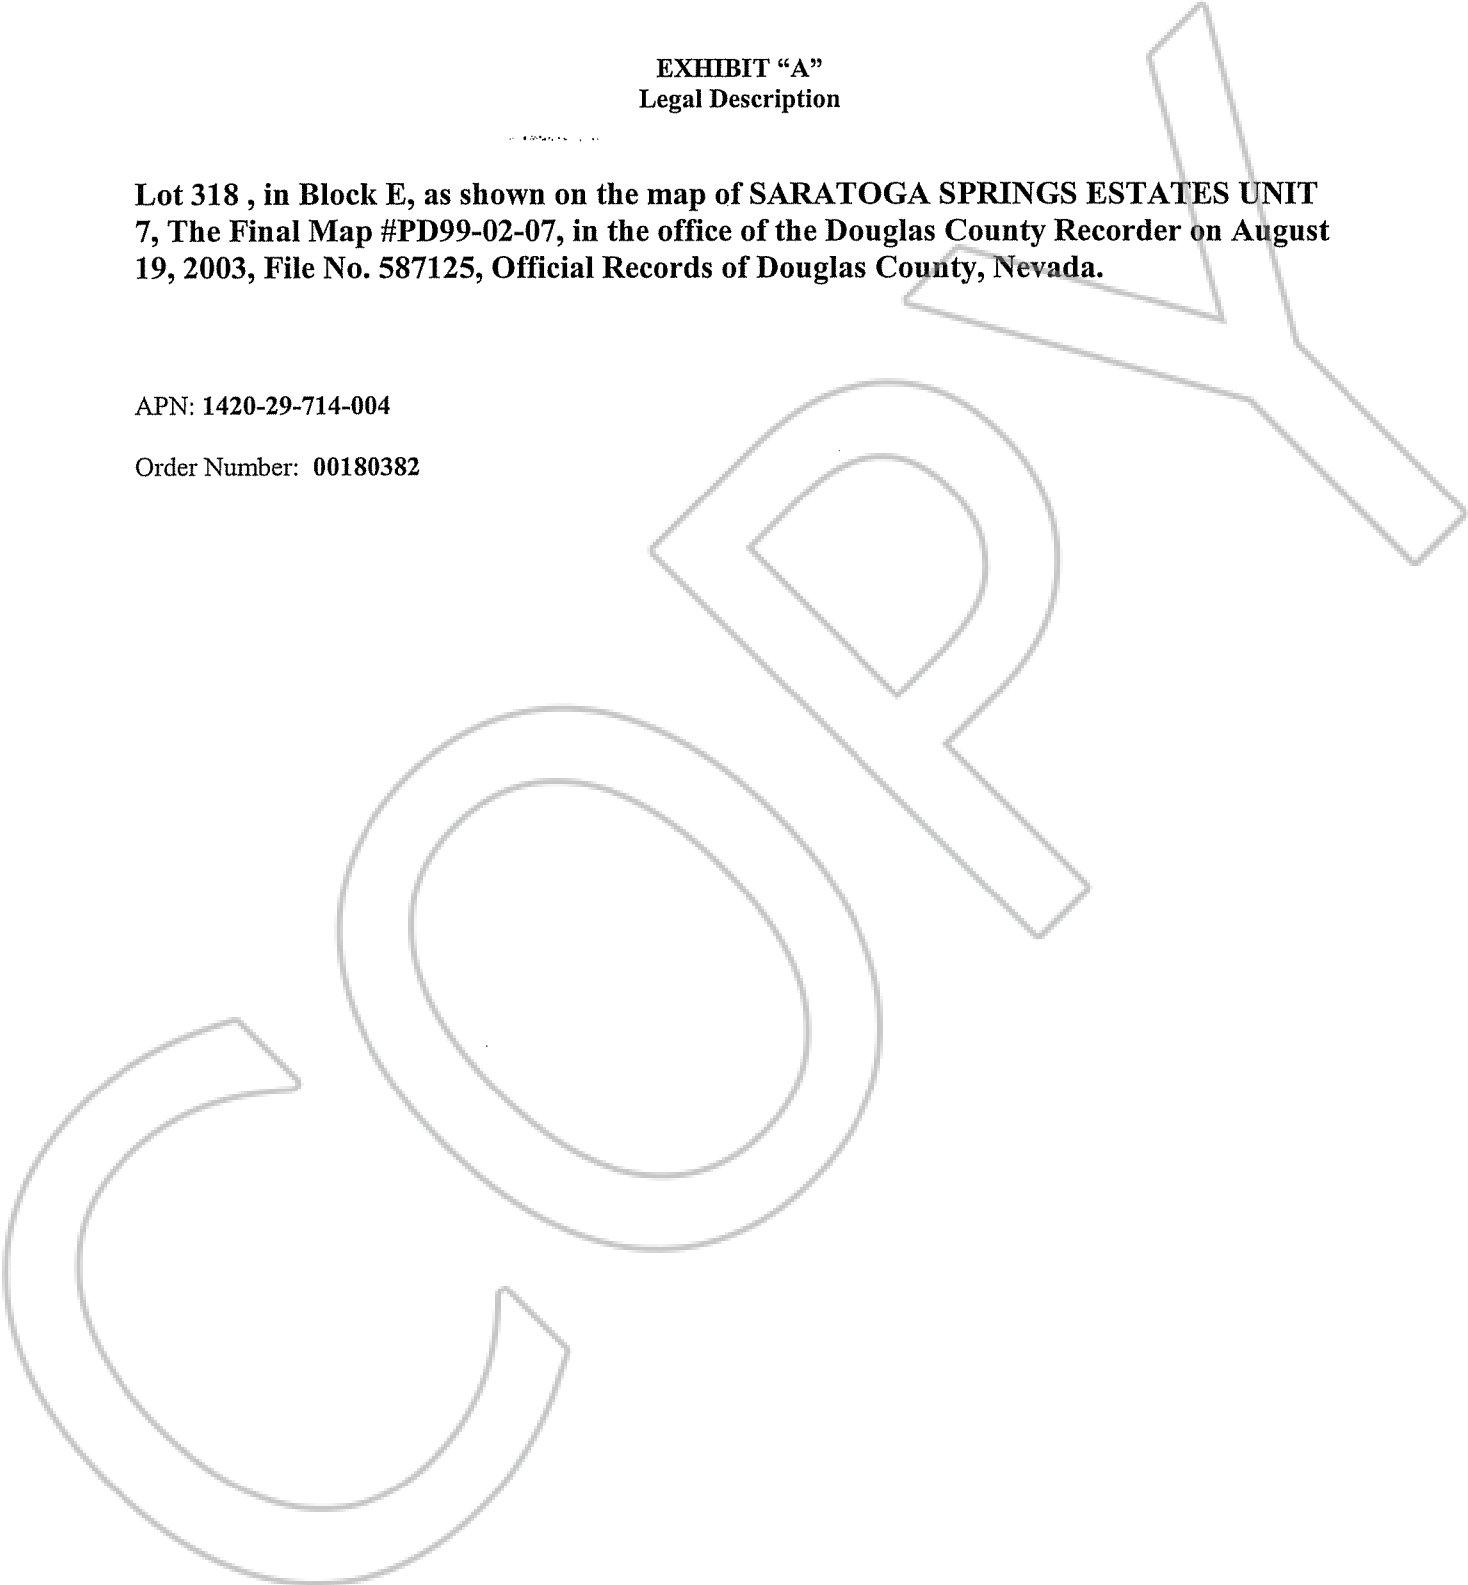 EXHIBIT “A”
Legal Description
Lot 318 , in Block E, as shown on the map of SARATOGA SPRINGS ESTATES UNIT
7, The Final Map #PD99-02-07, in the office of the Douglas County Recorder on August
19, 2003, File No. 587125, Official Records of Douglas County, Nevada.
APN: 1420-29-714-004
Order Number: 00180382
COPY